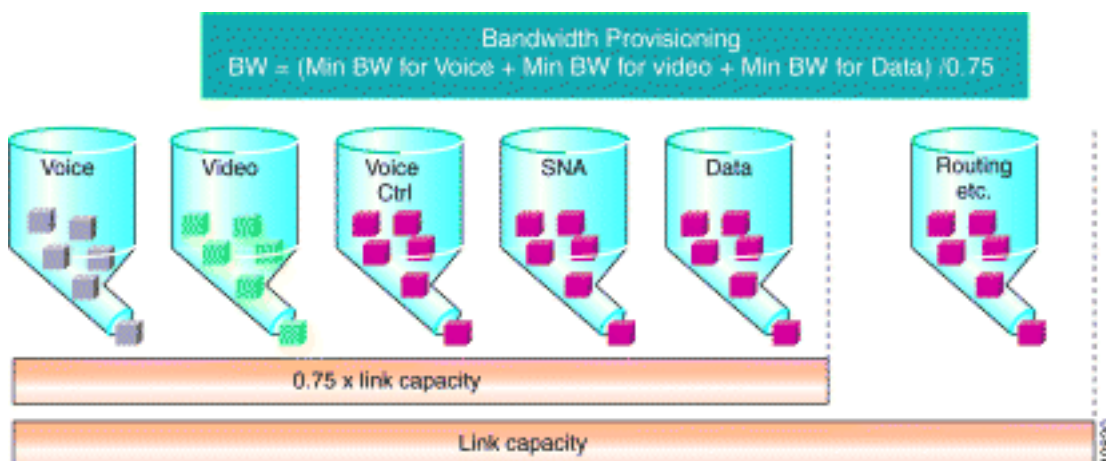 Bandwidth Provisioning
BW = (Min BW for Voice + Min BW for video + Min BW for Data) /0.75
Voice
Video
Voice
Ctrl
SNA
Data
Routing
etc.
0.75 x link capacity
Link capacity